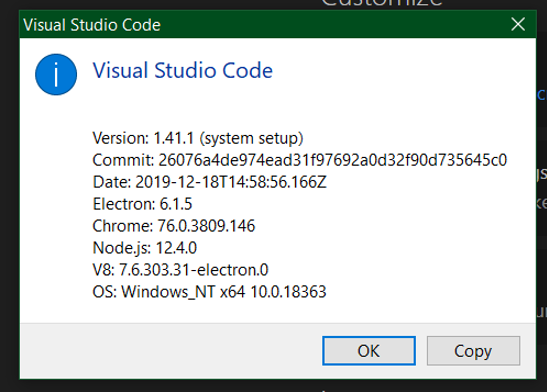 Customize
Visual Studio Code
Visual Studio Code
Version: 1.41.1 (system setup)
Commit: 26076a4de974ead31f97692a0d32f90d735645c0
Date: 2019-12-18T14:58:56.166Z
Electron: 6.1.5
Chrome: 76.0.3809.146
Node.js: 12.4.0
V8: 7.6.303.31-electron.0
OS: Windows_NT x64 10.0.18363
OK
Copy